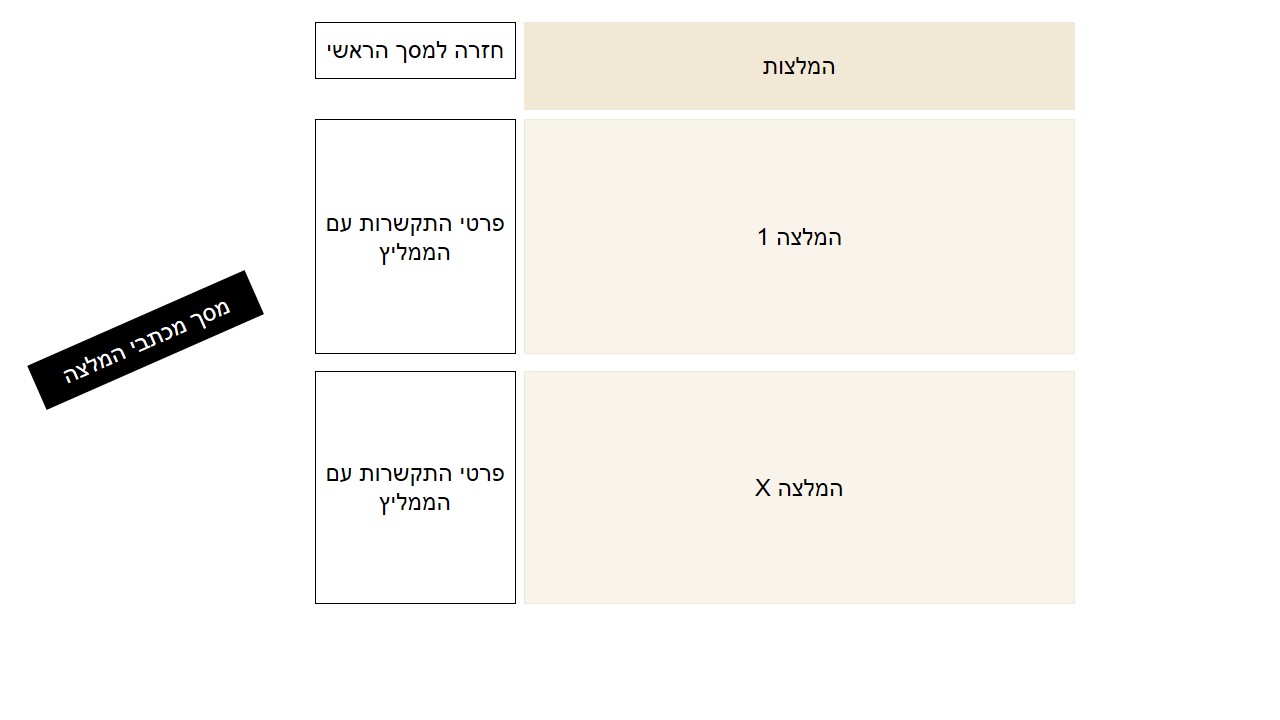 המלצות
חזרה למסך הראשי
המלצה 1
פרטי התקשרות עם
הממליץ
המלצה X
פרטי התקשרות עם
הממליץ
מסך מכתבי המלצה